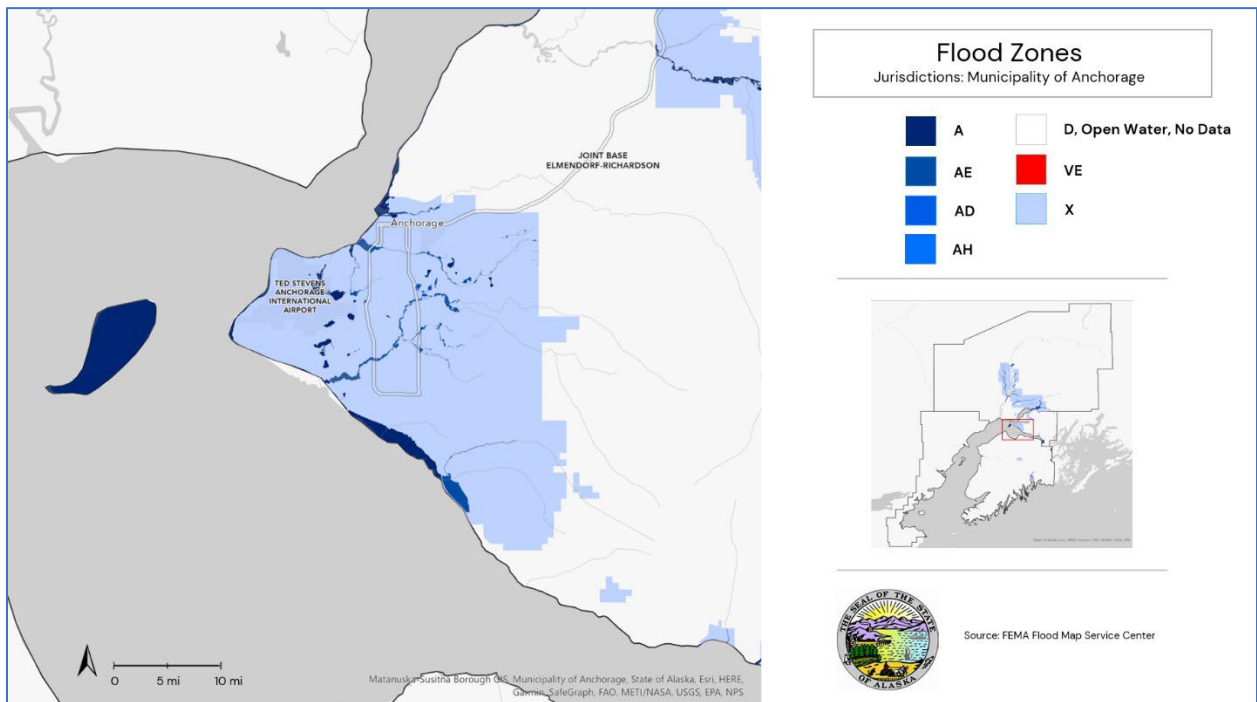 JOINT BASE
ELMENDORF-RICHARDSON
Anchorage
TED STEVENS
ANCHORAGE
INTERNATIONAL
AIRPORT
0 5 mi 10 mi
Matanuska-Susitna Borough GIS, Municipality of Anchorage, State of Alaska, Esri, HERE,
Garmin, SafeGraph, FAO, METI/NASA, USGS, EPA, NPS
Flood Zones
Jurisdictions: Municipality of Anchorage
A
D, Open Water, No Data
AE
VE
AD
X
AH
THE SEAL OF THE STATE
OF ALASKA
Source: FEMA Flood Map Service Center